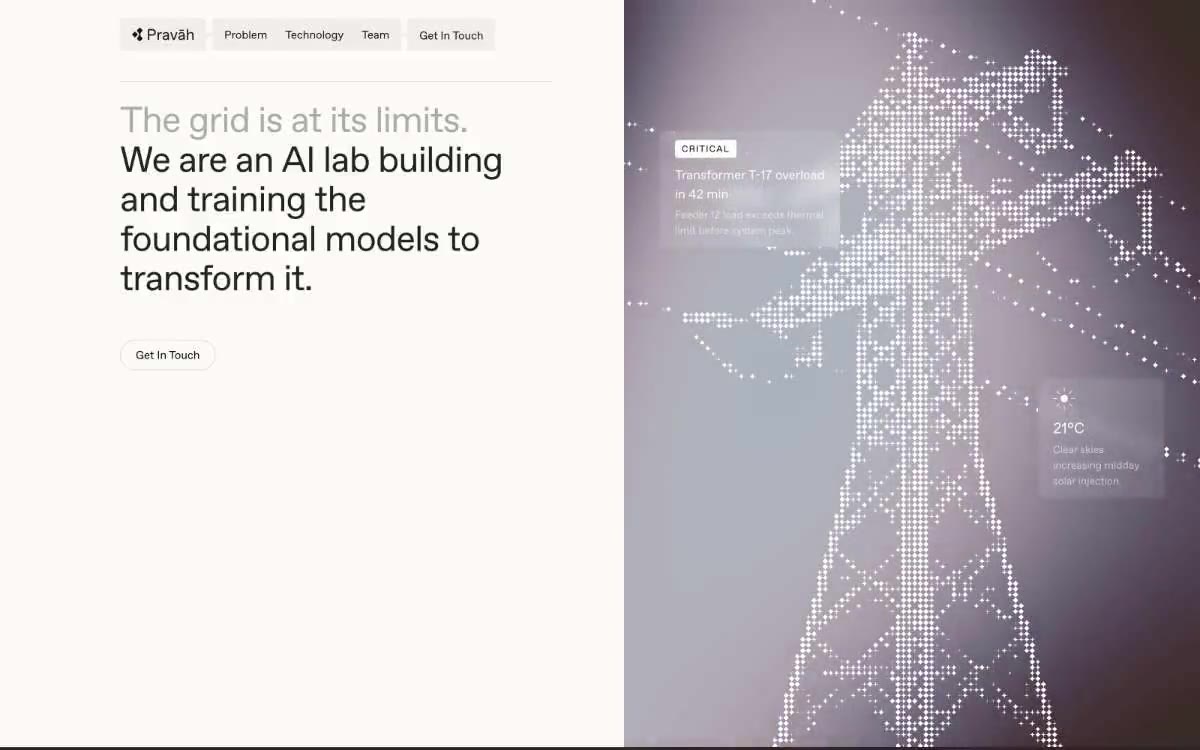 Pravāh
Problem Technology Team
Get In Touch
The grid is at its limits.
We are an AI lab building
and training the
foundational models to
transform it.
Get In Touch
CRITICAL
Transformer T-17 overload
in 42 min
Feeder 12 load exceeds thermal
limit before system peak.
21°C
Clear skies
increasing midday
solar injection.